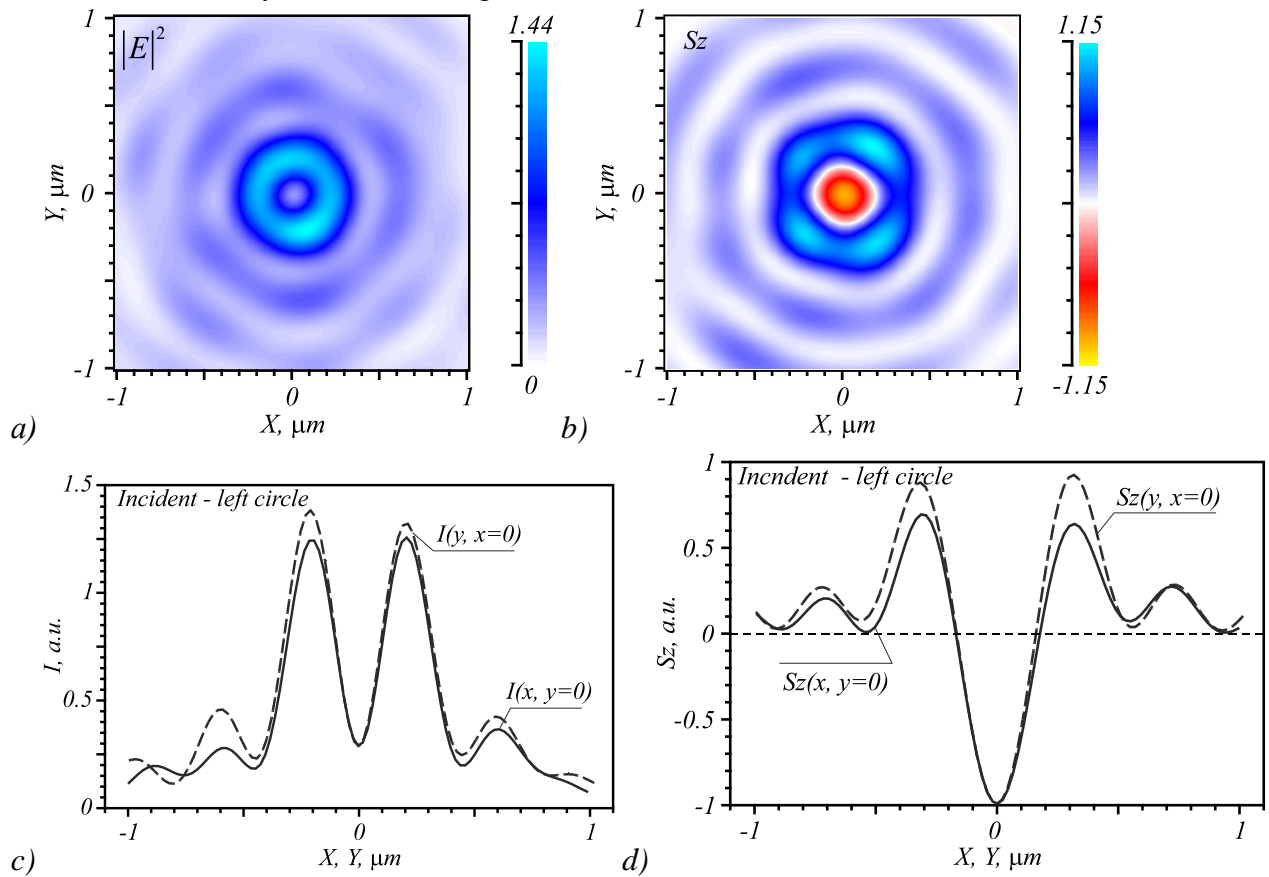 1
1.44
|E|²
Y, µm
0
-1
0
-1
0
1
X, µm
a)
1
1.15
Sz
Y, µm
0
-1
-1.15
-1
0
1
X, µm
b)
1.5
Incident - left circle
I(y, x=0)
1
I, a.u.
I(x, y=0)
0.5
0
-1
0
1
X, Y, µm
c)
1
Incndent - left circle
Sz(y, x=0)
0.5
Sz, a.u.
0
Sz(x, y=0)
-0.5
-1
-1
0
1
X, Y, µm
d)